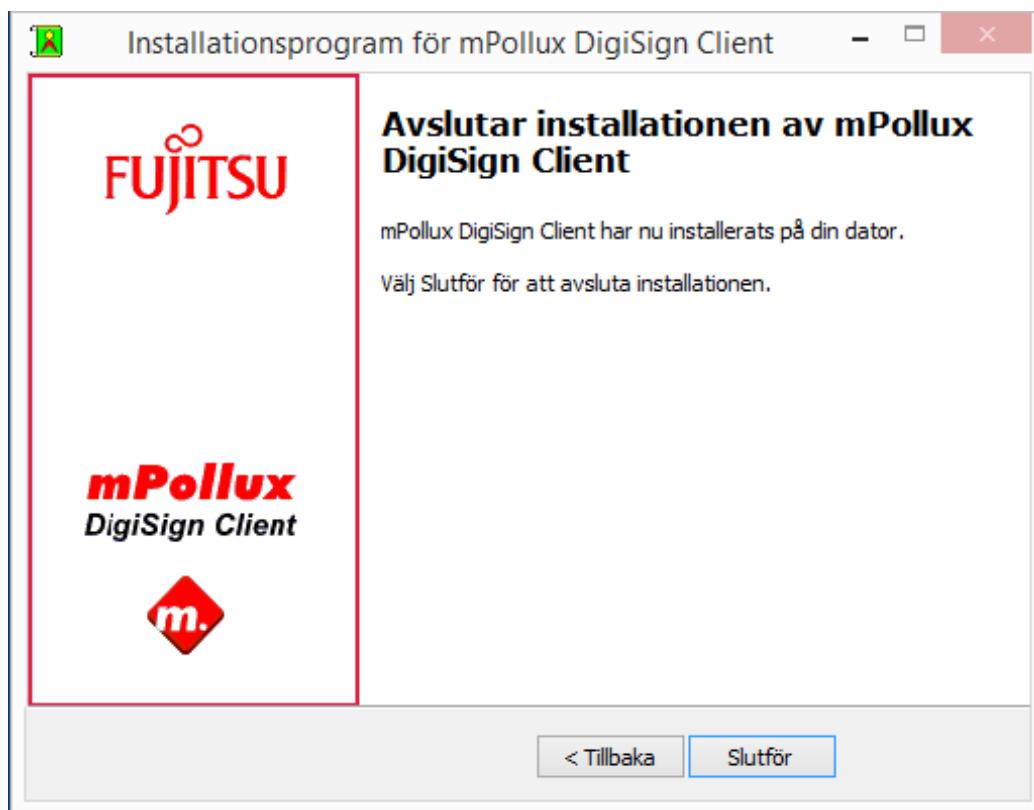 Installationsprogram för mPollux DigiSign Client
FUJITSU
Avslutar installationen av mPollux
DigiSign Client
mPollux DigiSign Client har nu installerats på din dator.
Välj Slutför för att avsluta installationen.
mPollux
DigiSign Client
m.
< Tillbaka
Slutför